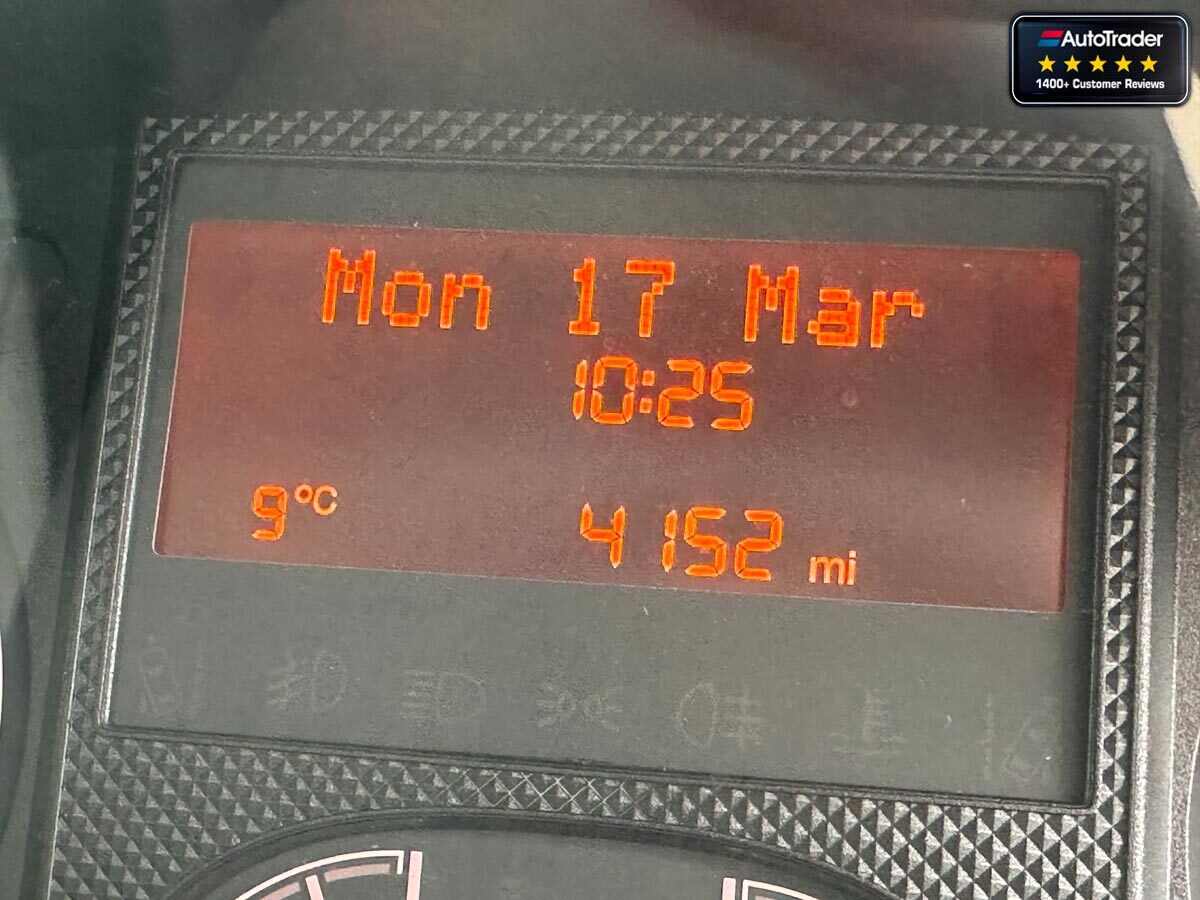 AutoTrader
1400+ Customer Reviews
Mon 17 Mar
10:25
9°C 4152 mi